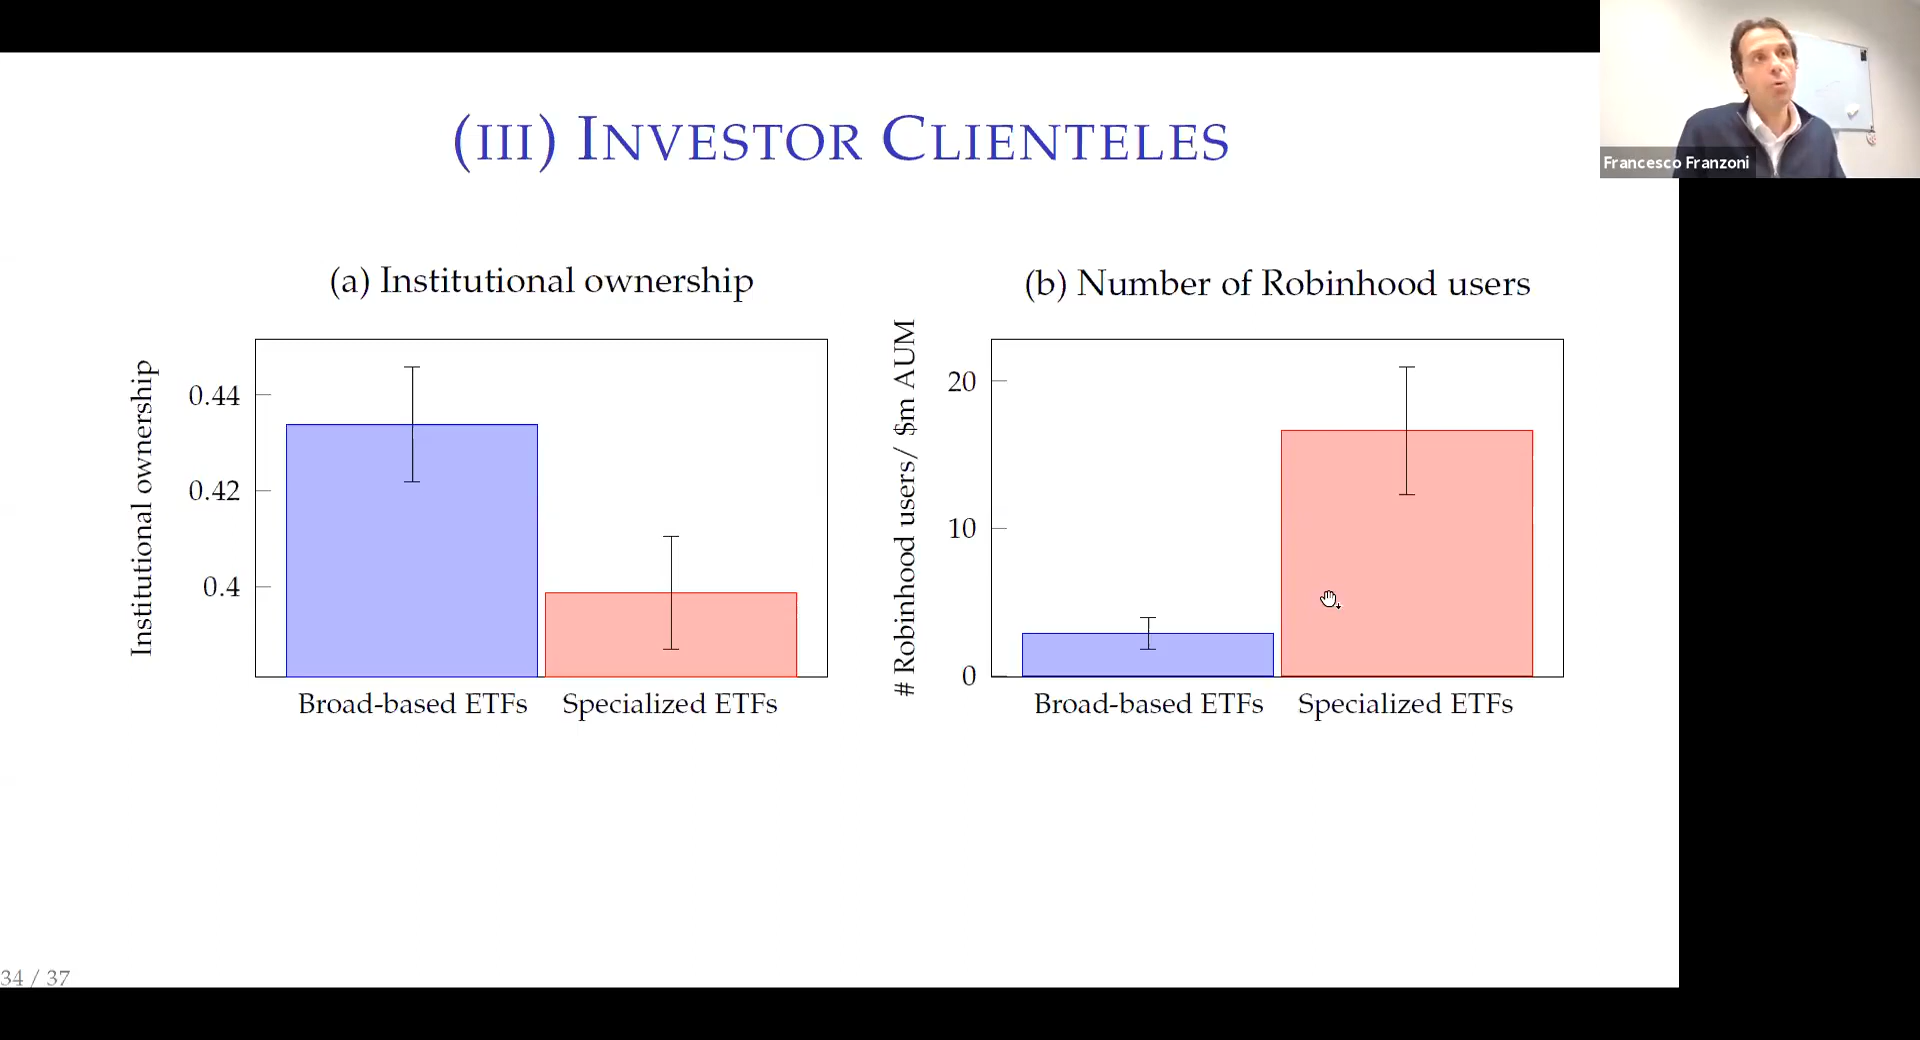 (III) INVESTOR CLIENTELES
Francesco Franzoni
(a) Institutional ownership
Institutional ownership
0.44
0.42
0.4
Broad-based ETFs
Specialized ETFs
(b) Number of Robinhood users
# Robinhood users/ $m AUM
20
10
0
Broad-based ETFs
Specialized ETFs
34 / 37